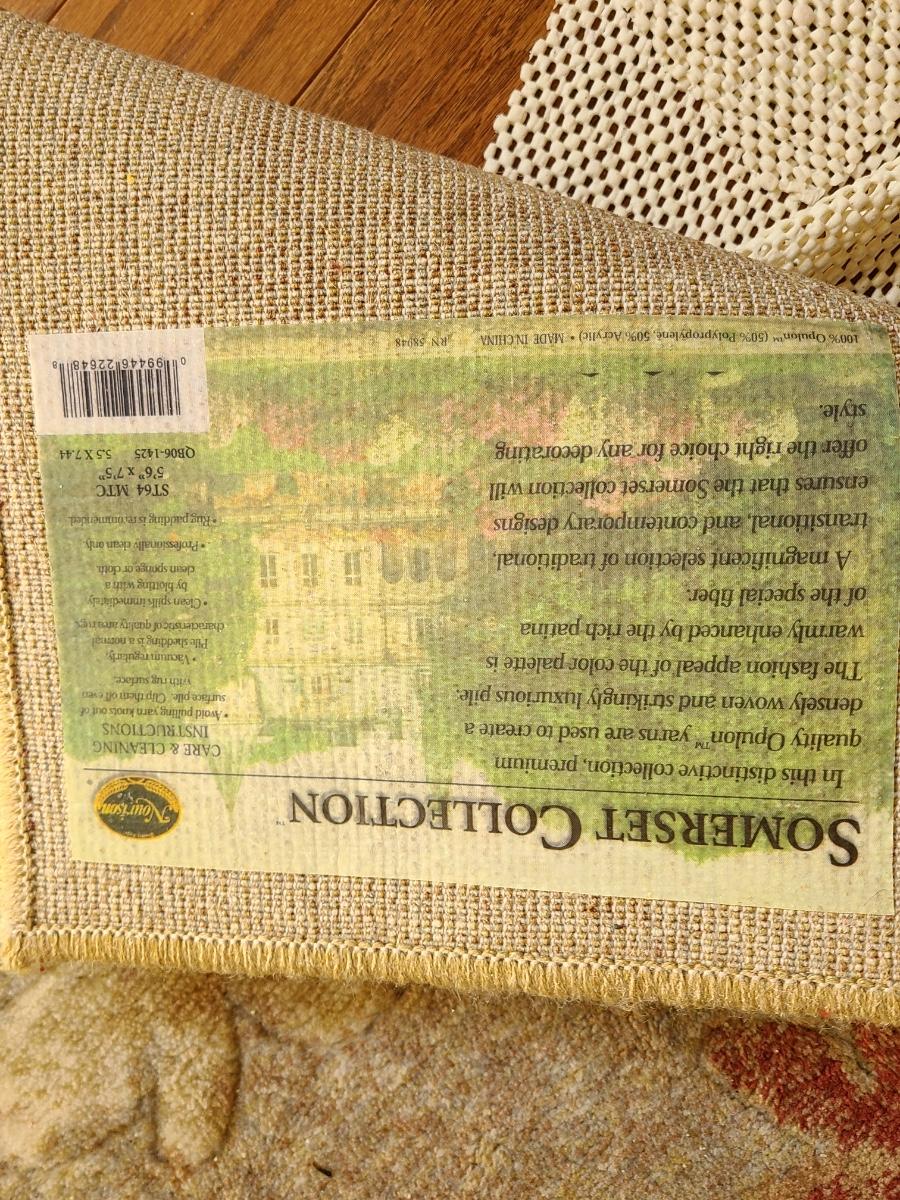 SOMERSET COLLECTION™
Nourison
In this distinctive collection, premium
quality Opulon™ yarns are used to create a
densely woven and strikingly luxurious pile.
The fashion appeal of the color palette is
warmly enhanced by the rich patina
of the special fiber.
A magnificent selection of traditional,
transitional, and contemporary designs
ensures that the Somerset collection will
offer the right choice for any decorating
style.
CARE & CLEANING
INSTRUCTIONS
• Avoid pulling yarn knots out of
surface pile. Clip them off even
with rug surface.
• Vacuum regularly.
Pile shedding is a normal
characteristic of quality area rugs.
• Clean spills immediately
by blotting with a
clean sponge or cloth.
• Professionally clean only.
• Rug padding is recommended.
ST64 MTC
5'6" x 7'5"
QB06-1425 5.5 X 7.44
0 99446 22648 8
100% Opulon™ (50% Polypropylene, 50% Acrylic) • MADE IN CHINA RN 58948